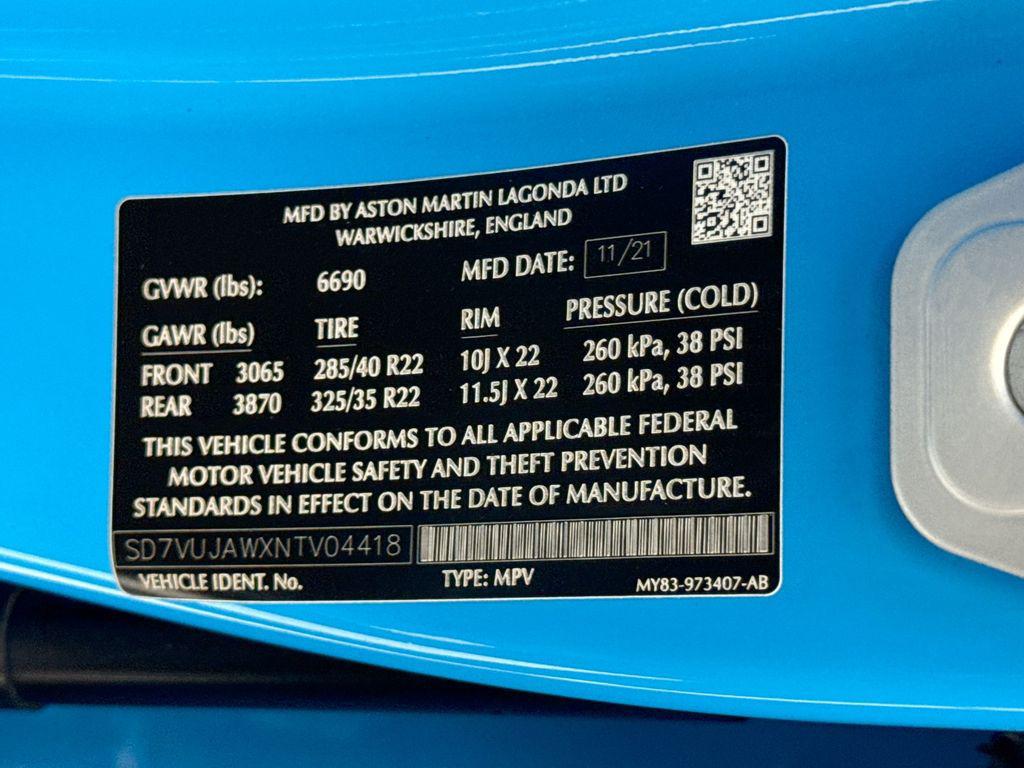 MFD BY ASTON MARTIN LAGONDA LTD
WARWICKSHIRE, ENGLAND
GVWR (lbs): 6690 MFD DATE: 11/21
GAWR (lbs) TIRE RIM PRESSURE (COLD)
FRONT 3065 285/40 R22 10J X 22 260 kPa, 38 PSI
REAR 3870 325/35 R22 11.5J X 22 260 kPa, 38 PSI
THIS VEHICLE CONFORMS TO ALL APPLICABLE FEDERAL
MOTOR VEHICLE SAFETY AND THEFT PREVENTION
STANDARDS IN EFFECT ON THE DATE OF MANUFACTURE.
SD7VUJAWXNTV04418
VEHICLE IDENT. No. TYPE: MPV MY83-973407-AB